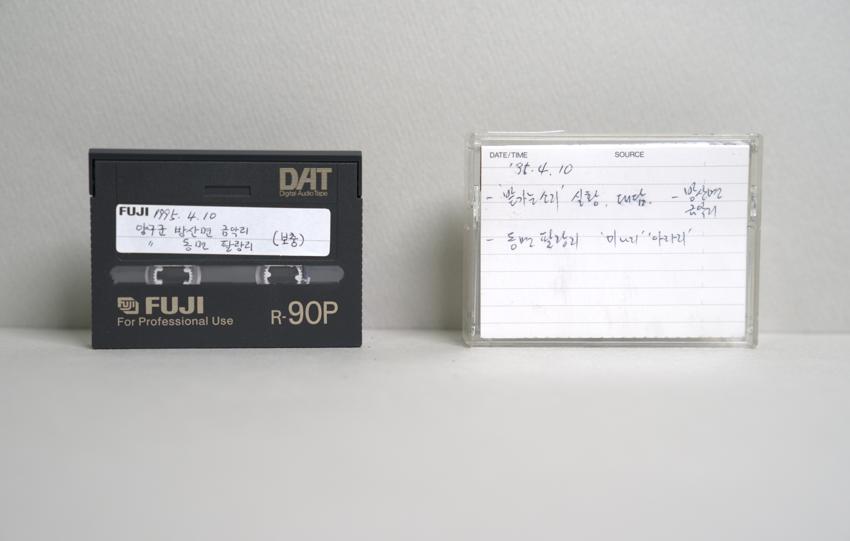 DAT
Digital Audio Tape
FUJI 1995. 4. 10
양구군 방산면 금악리
〃 동면 팔랑리 (보충)
FUJI
FUJI
For Professional Use
R-90P
DATE/TIME SOURCE
'95. 4. 10
- '밭가는소리' 실황, 대담. - 방산면
금악리
- 동면 팔랑리 '미나리' '아라리'